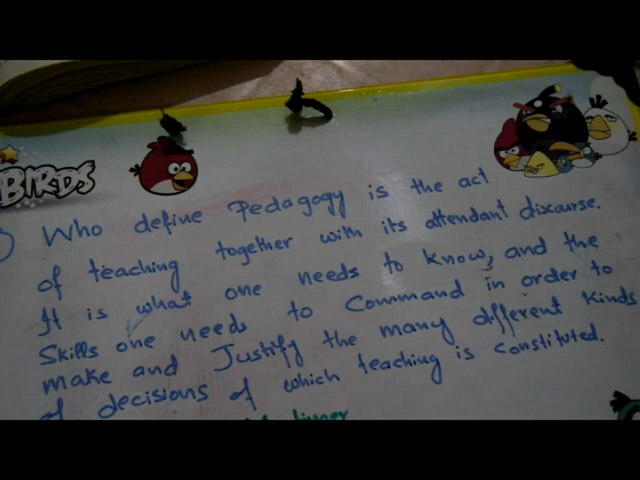 BIRDS
Who define Pedagogy is the act
of teaching together with its attendant discourse.
It is what one needs to know, and the
Skills one needs to Command in order to
make and Justify the many different Kinds
of decisions of which teaching is constituted.